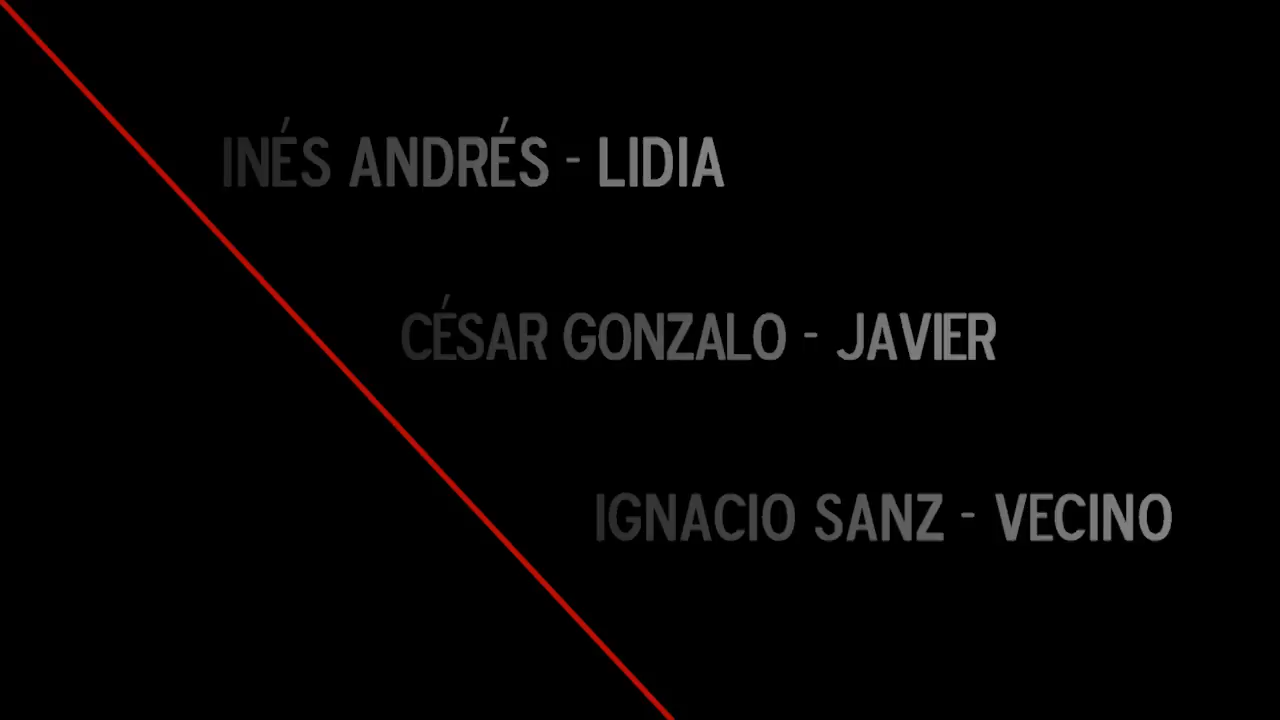 INÉS ANDRÉS - LIDIA
CÉSAR GONZALO - JAVIER
IGNACIO SANZ - VECINO